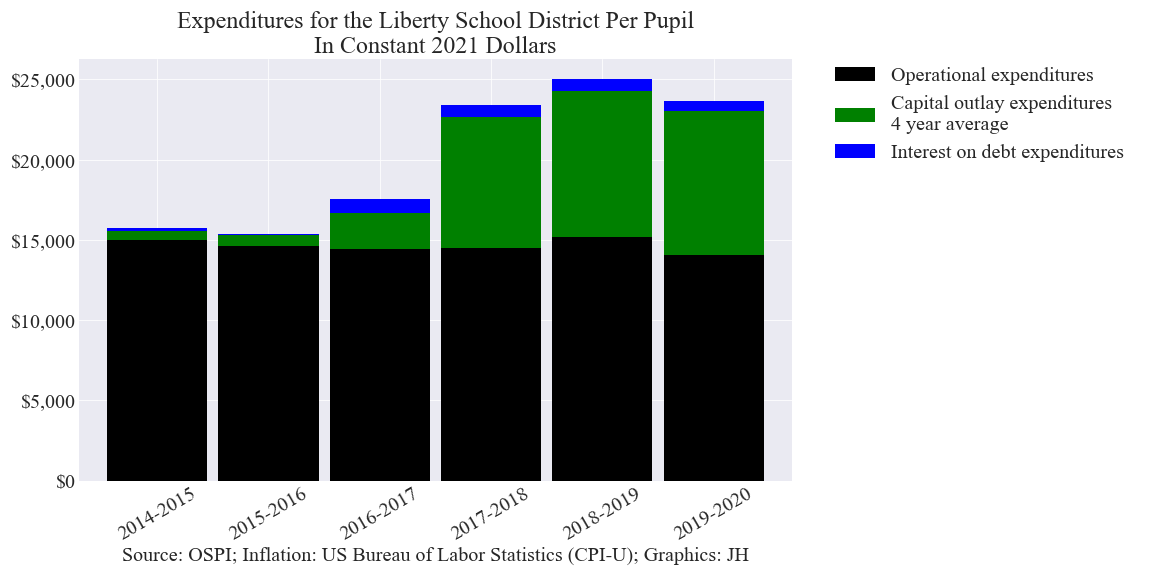 Expenditures for the Liberty School District Per Pupil
In Constant 2021 Dollars
Operational expenditures
Capital outlay expenditures
4 year average
Interest on debt expenditures
$25,000
$20,000
$15,000
$10,000
$5,000
$0
2014-2015
2015-2016
2016-2017
2017-2018
2018-2019
2019-2020
Source: OSPI; Inflation: US Bureau of Labor Statistics (CPI-U); Graphics: JH